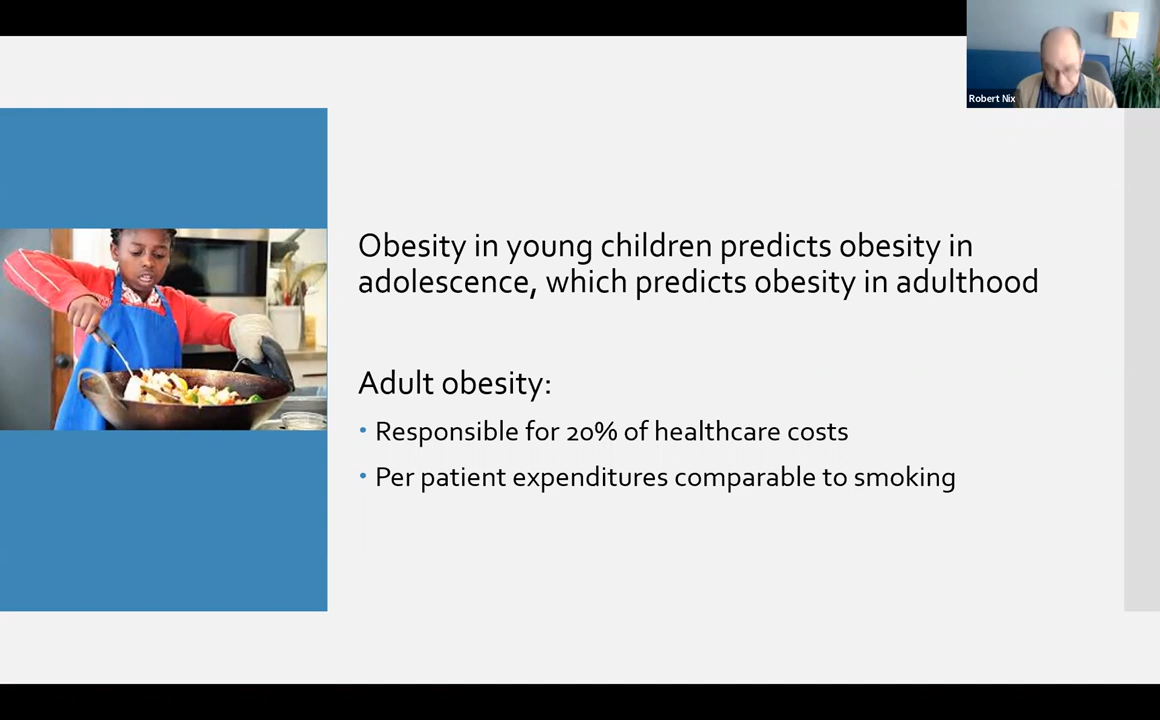 Robert Nix
Obesity in young children predicts obesity in
adolescence, which predicts obesity in adulthood
Adult obesity:
• Responsible for 20% of healthcare costs
• Per patient expenditures comparable to smoking